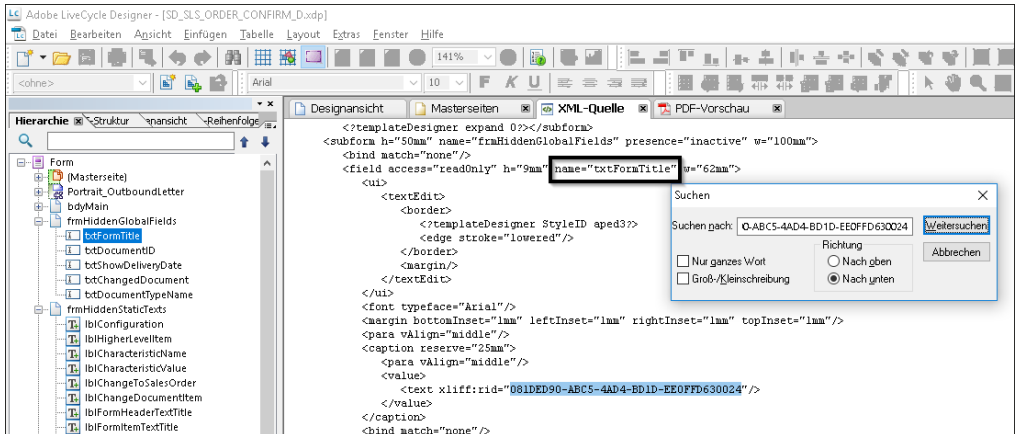 Adobe LiveCycle Designer - [SD_SLS_ORDER_CONFIRM_D.xdp]
Datei Bearbeiten Ansicht Einfügen Tabelle Layout Extras Fenster Hilfe
141%
<ohne> Arial 10 F K U
Hierarchie Struktur Reihenfolge
Designansicht Masterseiten XML-Quelle PDF-Vorschau
Form
(Masterseite)
Portrait_OutboundLetter
bdyMain
frmHiddenGlobalFields
txtFormTitle
txtDocumentID
txtShowDeliveryDate
txtChangedDocument
txtDocumentTypeName
frmHiddenStaticTexts
lblConfiguration
lblHigherLevelItem
lblCharacteristicName
lblCharacteristicValue
lblChangeToSalesOrder
lblChangeDocumentItem
lblFormHeaderTextTitle
lblFormItemTextTitle
<?templateDesigner expand 0?></subform>
<subform h="50mm" name="frmHiddenGlobalFields" presence="inactive" w="100mm">
<bind match="none"/>
<field access="readOnly" h="9mm" name="txtFormTitle" w="62mm">
<ui>
<textEdit>
<border>
<?templateDesigner StyleID aped3?>
<edge stroke="lowered"/>
</border>
<margin/>
</textEdit>
</ui>
<font typeface="Arial"/>
<margin bottomInset="1mm" leftInset="1mm" rightInset="1mm" topInset="1mm"/>
<para vAlign="middle"/>
<caption reserve="25mm">
<para vAlign="middle"/>
<value>
<text xliff:rid="081DED90-ABC5-4AD4-BD1D-EE0FFD630024"/>
</value>
</caption>
<bind match="none"/>
Suchen
Suchen nach: 0-ABC5-4AD4-BD1D-EE0FFD630024 Weitersuchen
Richtung
Abbrechen
Nur ganzes Wort
Nach oben
Groß-/Kleinschreibung
Nach unten